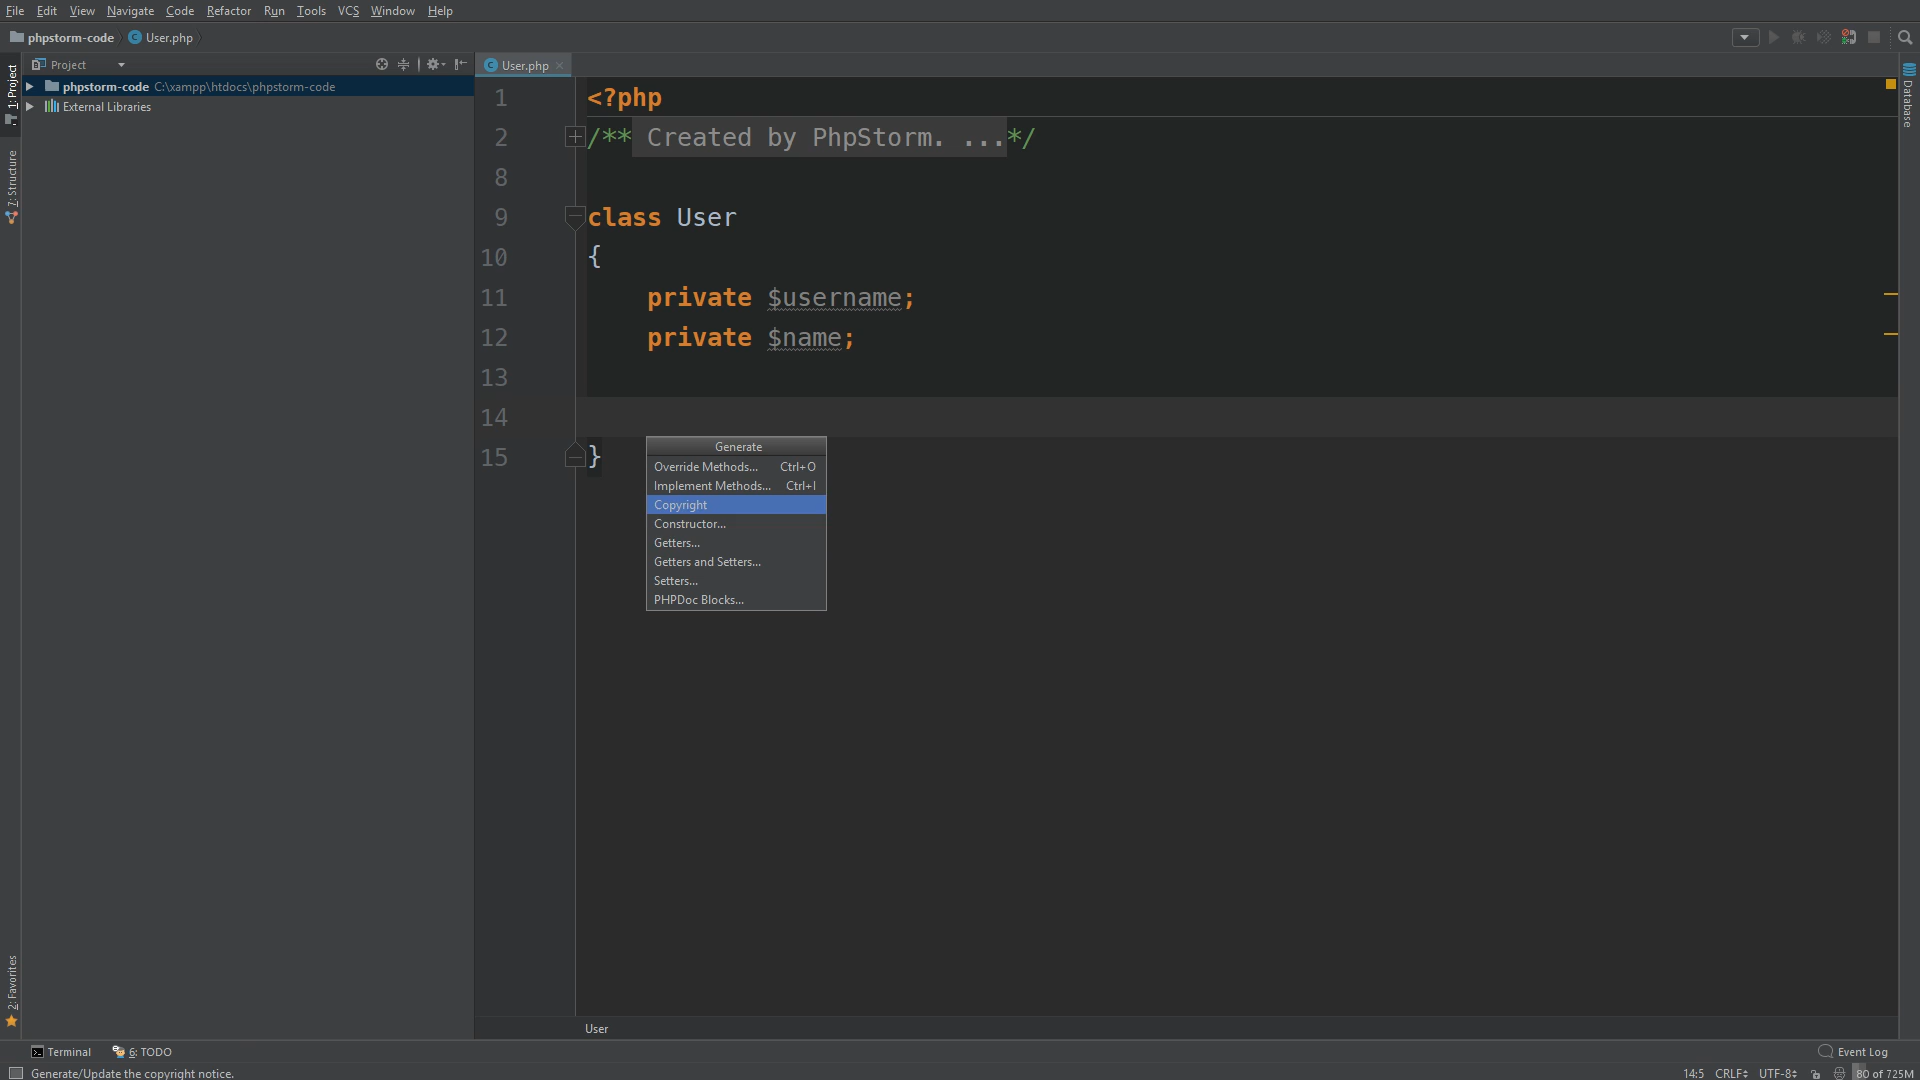 File Edit View Navigate Code Refactor Run Tools VCS Window Help
phpstorm-code User.php
Project
User.php
1: Project
phpstorm-code C:\xampp\htdocs\phpstorm-code
External Libraries
7: Structure
2: Favorites
Database
1 <?php
2 /** Created by PhpStorm. ...*/
8
9 class User
10 {
11 private $username;
12 private $name;
13
14
15 }
Generate
Override Methods... Ctrl+O
Implement Methods... Ctrl+I
Copyright
Constructor...
Getters...
Getters and Setters...
Setters...
PHPDoc Blocks...
User
Terminal 6: TODO Event Log
Generate/Update the copyright notice. 14:5 CRLF UTF-8 80 of 725M